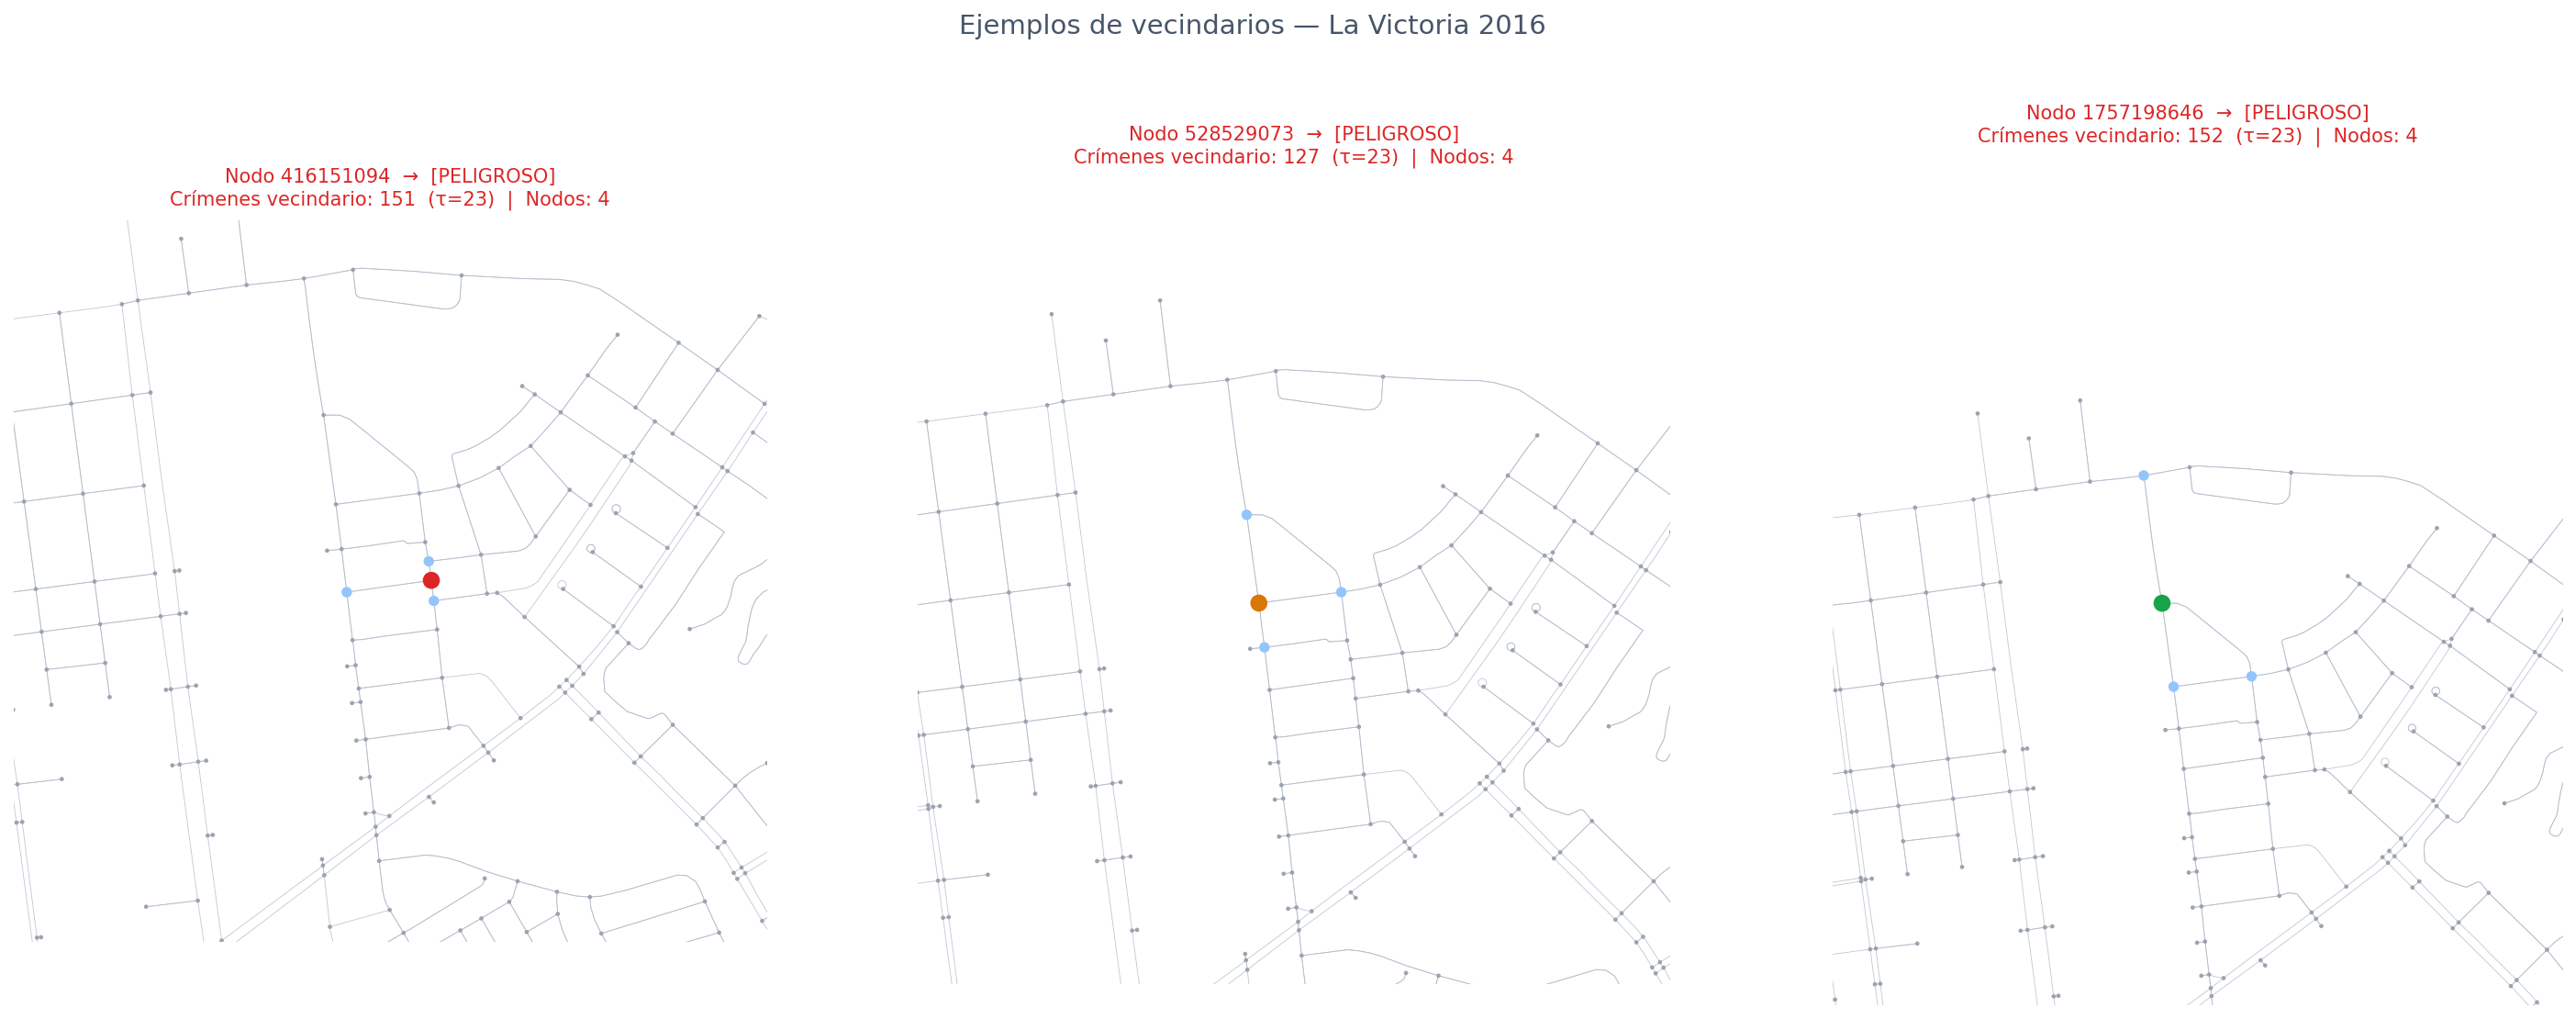 Ejemplos de vecindarios — La Victoria 2016
Nodo 416151094 → [PELIGROSO]
Crímenes vecindario: 151 (τ=23) | Nodos: 4
Nodo 528529073 → [PELIGROSO]
Crímenes vecindario: 127 (τ=23) | Nodos: 4
Nodo 1757198646 → [PELIGROSO]
Crímenes vecindario: 152 (τ=23) | Nodos: 4